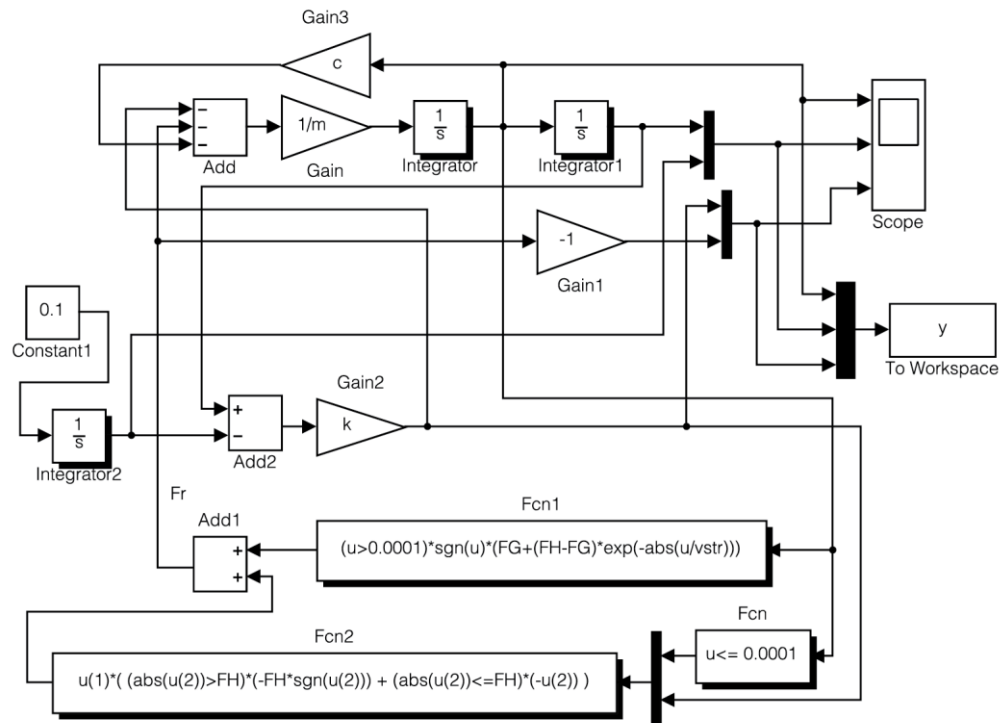 Gain3
c
−
−
−
Add
1/m
Gain
1
s
Integrator
1
s
Integrator1
Scope
-1
Gain1
0.1
Constant1
y
To Workspace
Gain2
1
s
Integrator2
+
−
Add2
k
Fr
Add1
+
+
Fcn1
(u>0.0001)*sgn(u)*(FG+(FH-FG)*exp(-abs(u/vstr)))
Fcn
u<= 0.0001
Fcn2
u(1)*( (abs(u(2))>FH)*(-FH*sgn(u(2))) + (abs(u(2))<=FH)*(-u(2)) )